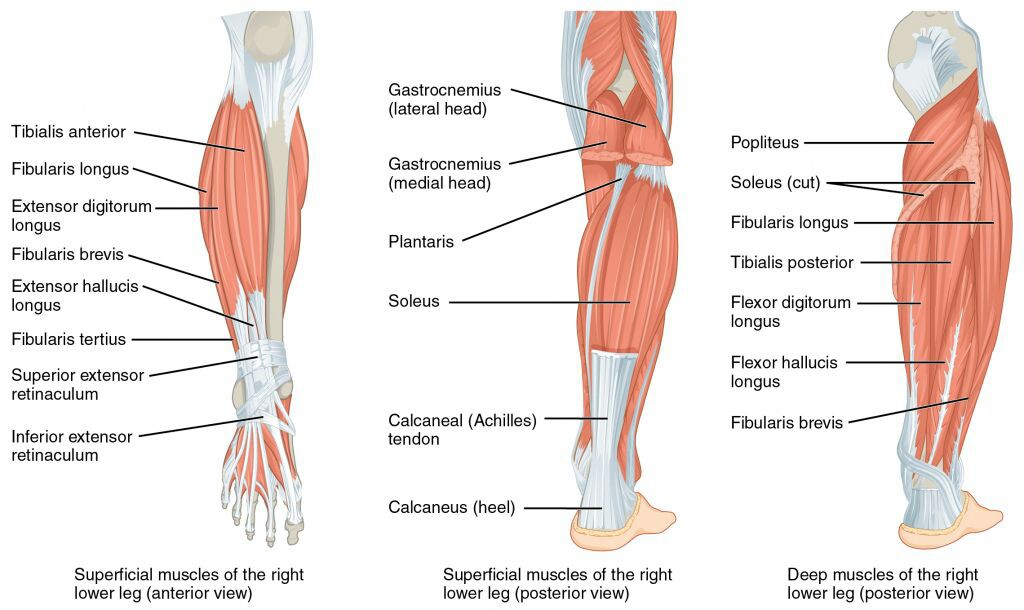 Tibialis anterior
Fibularis longus
Extensor digitorum
longus
Fibularis brevis
Extensor hallucis
longus
Fibularis tertius
Superior extensor
retinaculum
Inferior extensor
retinaculum
Superficial muscles of the right
lower leg (anterior view)
Gastrocnemius
(lateral head)
Gastrocnemius
(medial head)
Plantaris
Soleus
Calcaneal (Achilles)
tendon
Calcaneus (heel)
Superficial muscles of the right
lower leg (posterior view)
Popliteus
Soleus (cut)
Fibularis longus
Tibialis posterior
Flexor digitorum
longus
Flexor hallucis
longus
Fibularis brevis
Deep muscles of the right
lower leg (posterior view)